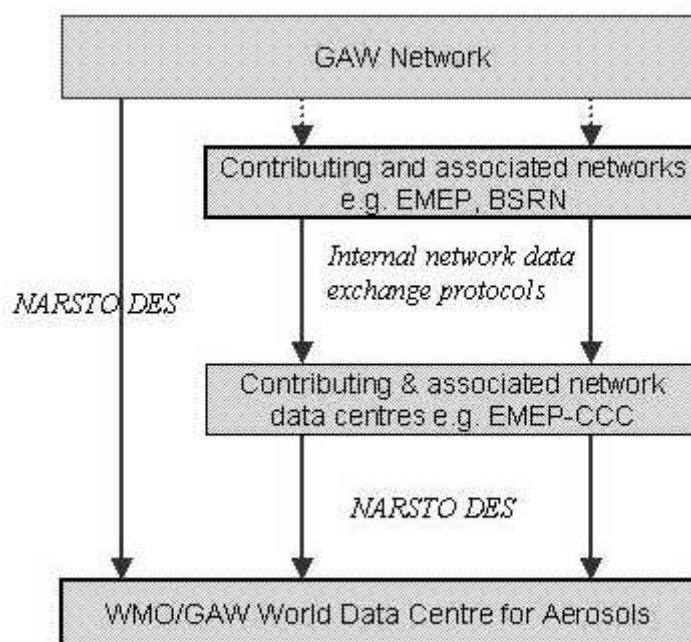 GAW Network
Contributing and associated networks
e.g. EMEP, BSRN
Internal network data
exchange protocols
NARSTO DES
Contributing & associated network
data centres e.g. EMEP-CCC
NARSTO DES
WMO/GAW World Data Centre for Aerosols